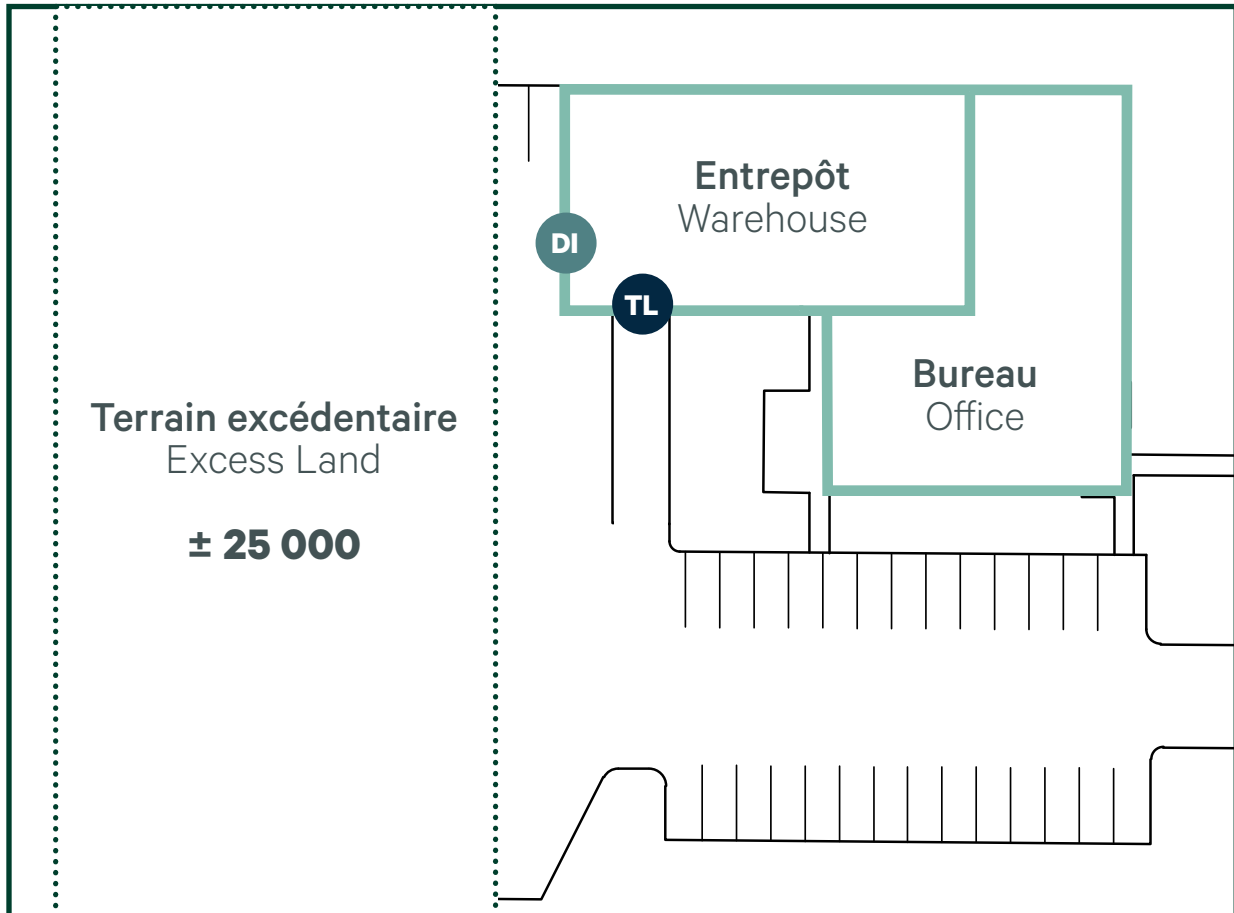 Entrepôt
Warehouse
DI
TL
Bureau
Office
Terrain excédentaire
Excess Land
± 25 000